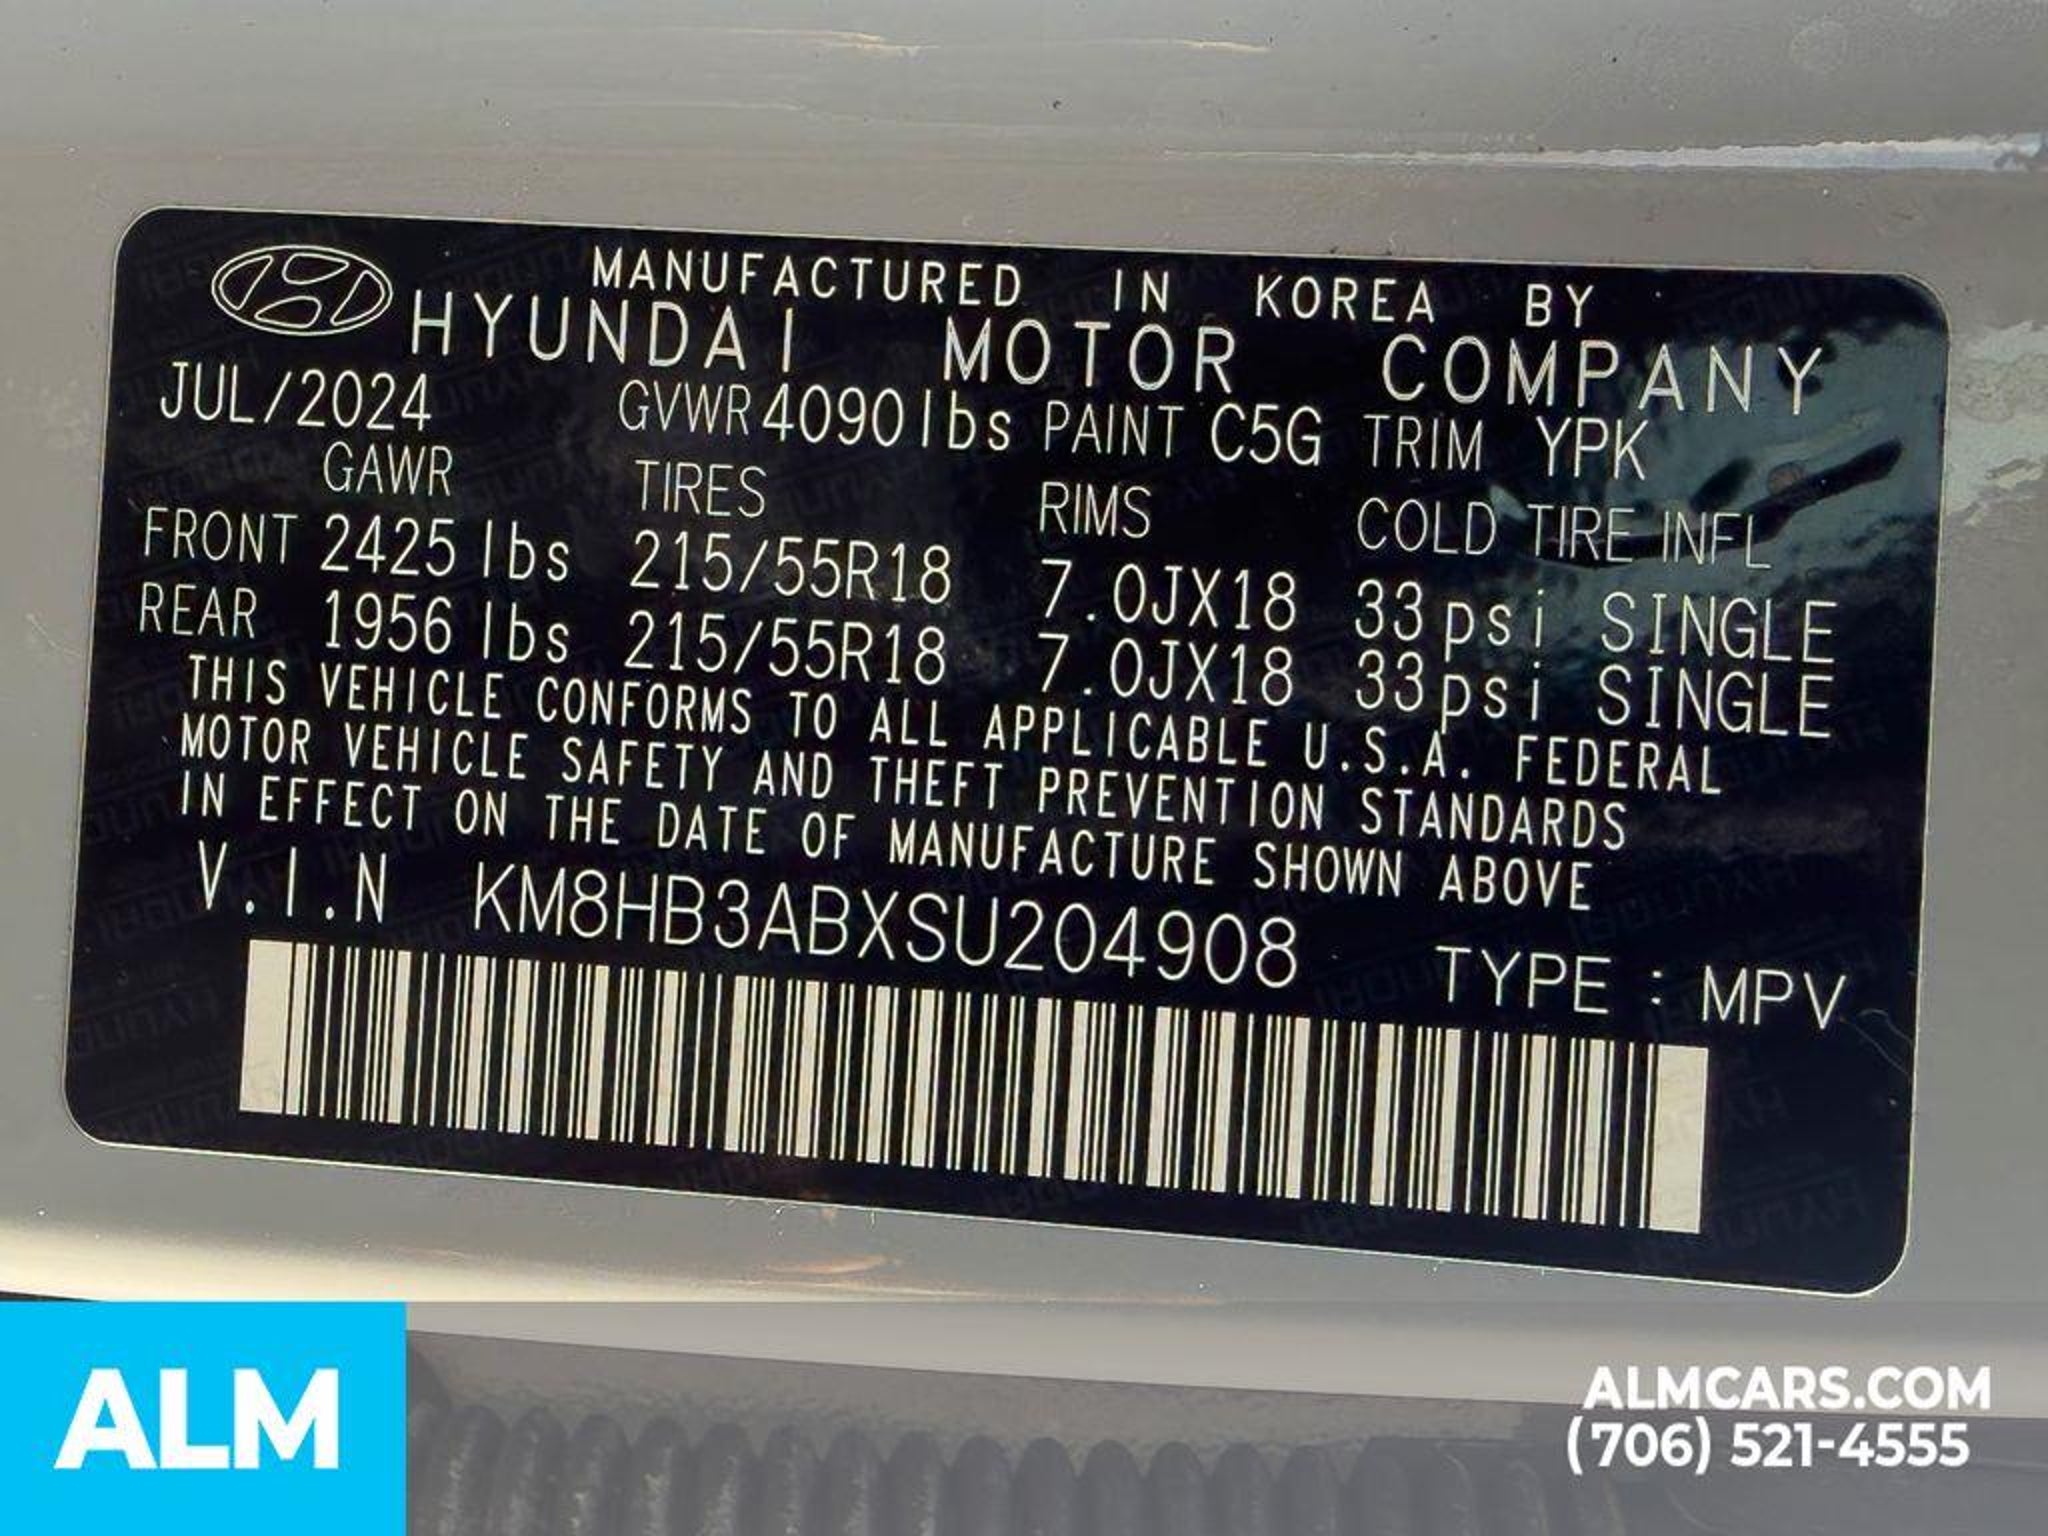 MANUFACTURED IN KOREA BY
HYUNDAI MOTOR COMPANY
JUL/2024 GVWR 4090lbs PAINT C5G TRIM YPK
GAWR TIRES RIMS COLD TIRE INFL
FRONT 2425 lbs 215/55R18 7.0JX18 33psi SINGLE
REAR 1956 lbs 215/55R18 7.0JX18 33psi SINGLE
THIS VEHICLE CONFORMS TO ALL APPLICABLE U.S.A. FEDERAL
MOTOR VEHICLE SAFETY AND THEFT PREVENTION STANDARDS
IN EFFECT ON THE DATE OF MANUFACTURE SHOWN ABOVE
V.I.N KM8HB3ABXSU204908
TYPE : MPV
ALM
ALMCARS.COM
(706) 521-4555